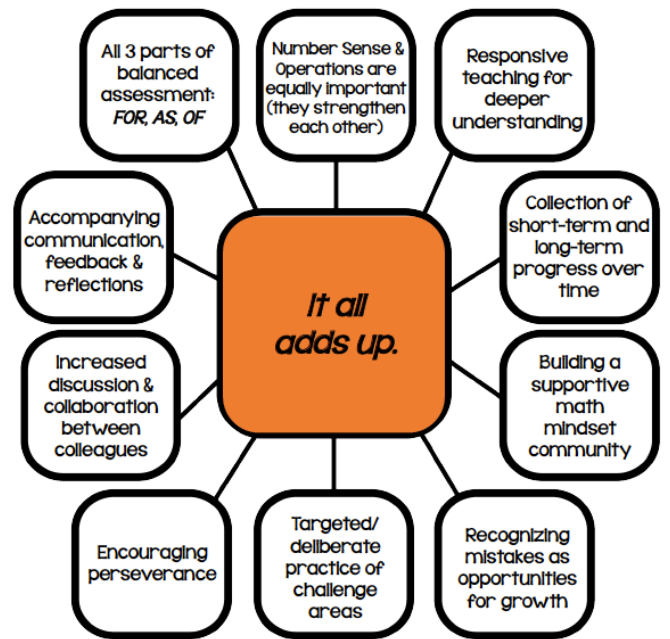 All 3 parts of
balanced
assessment:
FOR, AS, OF
Number Sense &
Operations are
equally important
(they strengthen
each other)
Responsive
teaching for
deeper
understanding
Accompanying
communication,
feedback &
reflections
Collection of
short-term and
long-term
progress over
time
It all
adds up.
Increased
discussion &
collaboration
between
colleagues
Building a
supportive
math
mindset
community
Encouraging
perseverance
Targeted/
deliberate
practice of
challenge
areas
Recognizing
mistakes as
opportunities
for growth